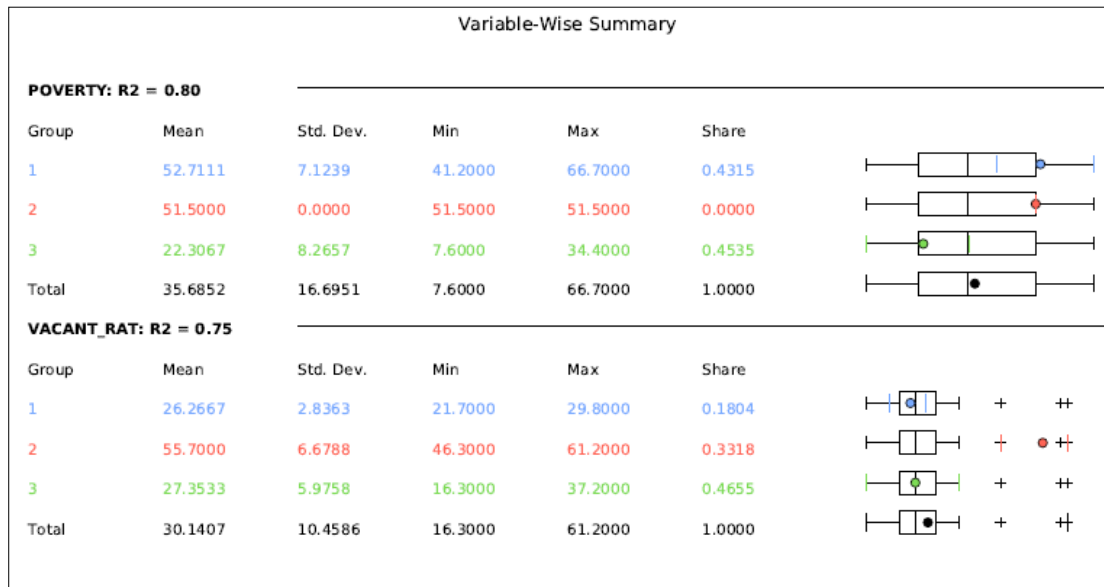 Variable-Wise Summary
POVERTY: R2 = 0.80
Group Mean Std. Dev. Min Max Share
1 52.7111 7.1239 41.2000 66.7000 0.4315
2 51.5000 0.0000 51.5000 51.5000 0.0000
3 22.3067 8.2657 7.6000 34.4000 0.4535
Total 35.6852 16.6951 7.6000 66.7000 1.0000
VACANT_RAT: R2 = 0.75
Group Mean Std. Dev. Min Max Share
1 26.2667 2.8363 21.7000 29.8000 0.1804
2 55.7000 6.6788 46.3000 61.2000 0.3318
3 27.3533 5.9758 16.3000 37.2000 0.4655
Total 30.1407 10.4586 16.3000 61.2000 1.0000